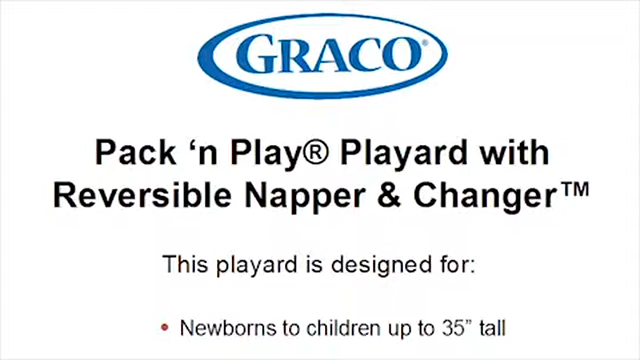 GRACO®
Pack ‘n Play® Playard with
Reversible Napper & Changer™
This playard is designed for:
• Newborns to children up to 35” tall